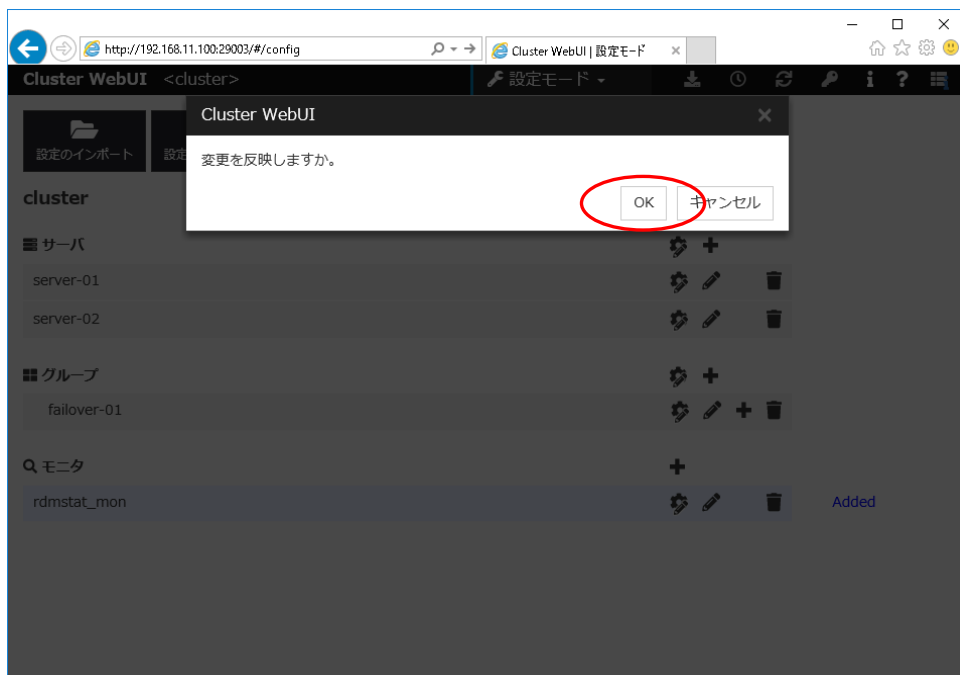 http://192.168.11.100:29003/#/config
Cluster WebUI | 設定モード
Cluster WebUI <cluster>
設定モード
Cluster WebUI
変更を反映しますか。
OK
キャンセル
設定のインポート
設定
cluster
サーバ
server-01
server-02
グループ
failover-01
モニタ
rdmstat_mon
Added